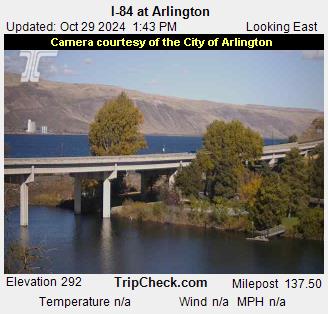 I-84 at Arlington
Updated: Oct 29 2024 1:43 PM Looking East
Camera courtesy of the City of Arlington
Elevation 292 TripCheck.com Milepost 137.50
Temperature n/a Wind n/a MPH n/a